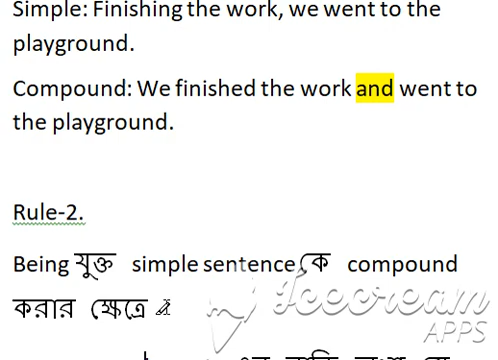 Simple: Finishing the work, we went to the
playground.
Compound: We finished the work and went to
the playground.
Rule-2.
Being যুক্ত simple sentence কে compound
করার ক্ষেত্রে
Icecream
APPS